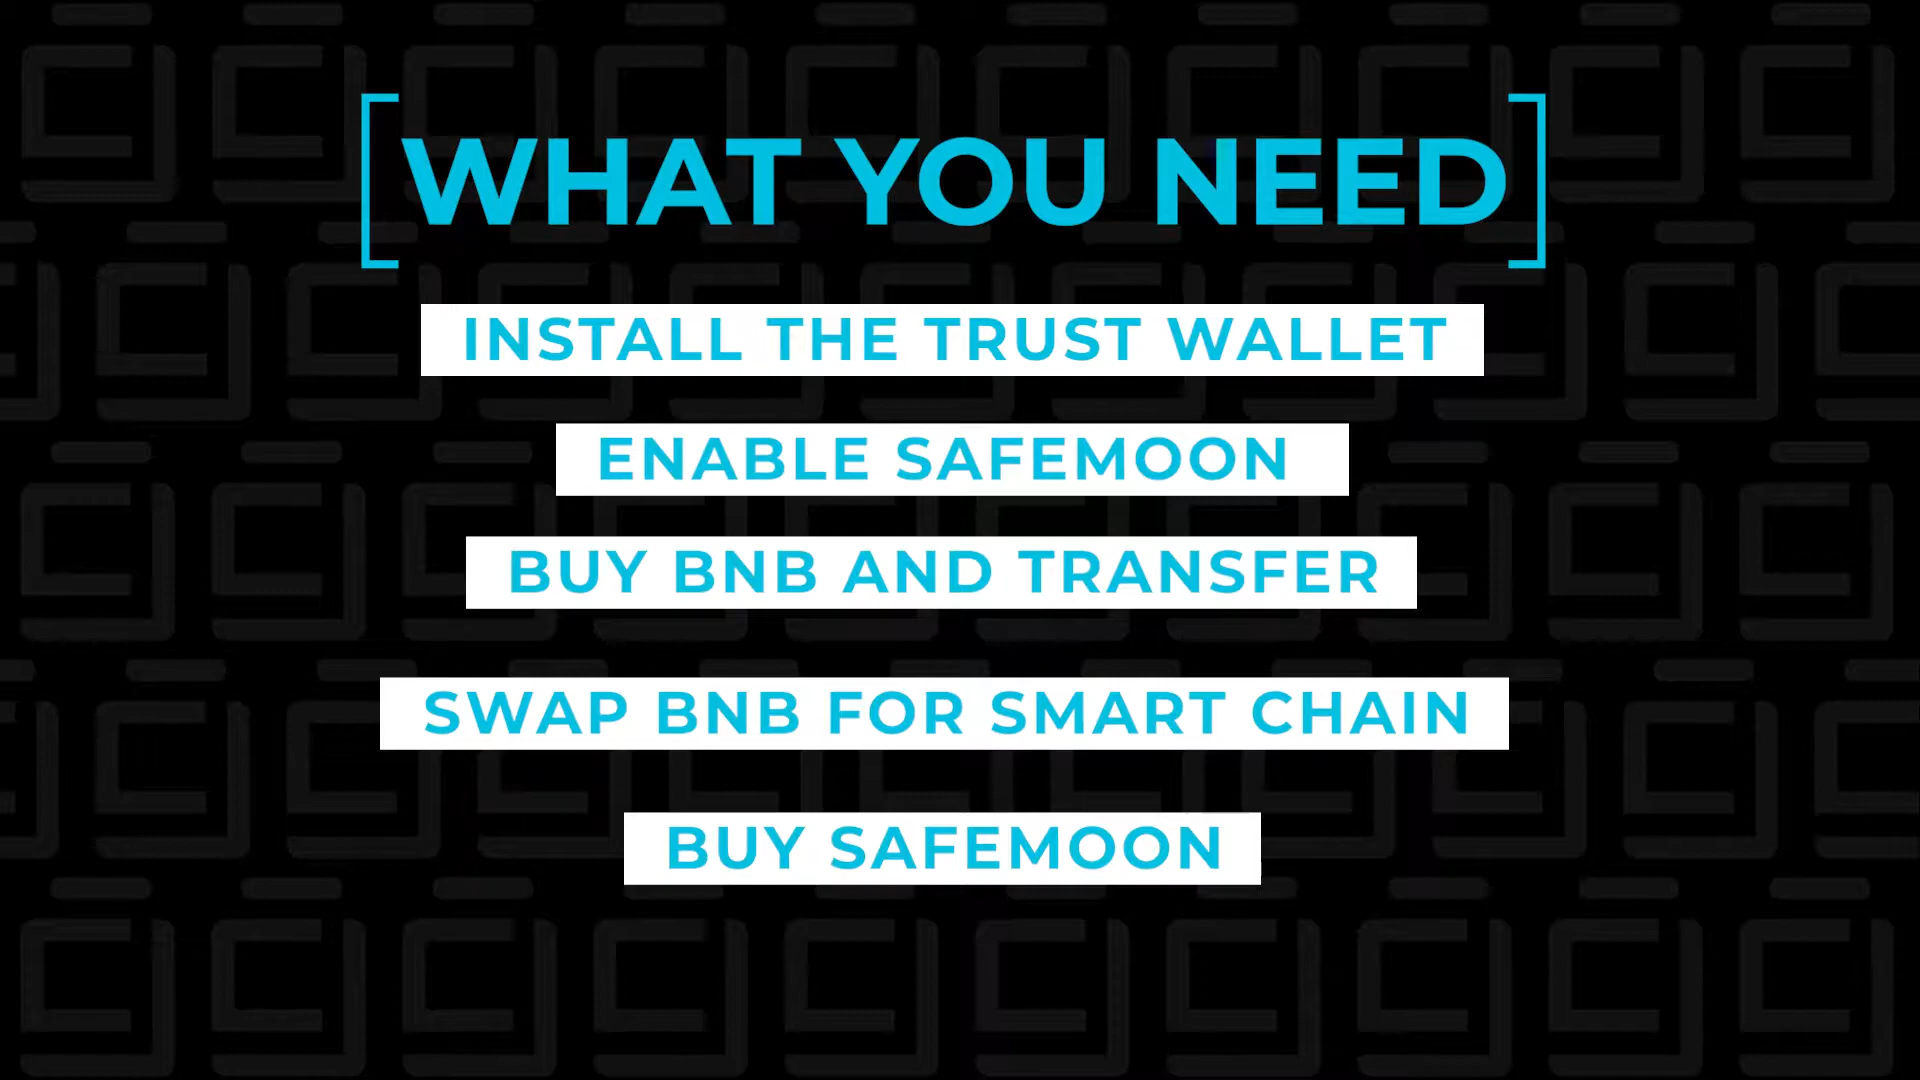 [WHAT YOU NEED]
INSTALL THE TRUST WALLET
ENABLE SAFEMOON
BUY BNB AND TRANSFER
SWAP BNB FOR SMART CHAIN
BUY SAFEMOON